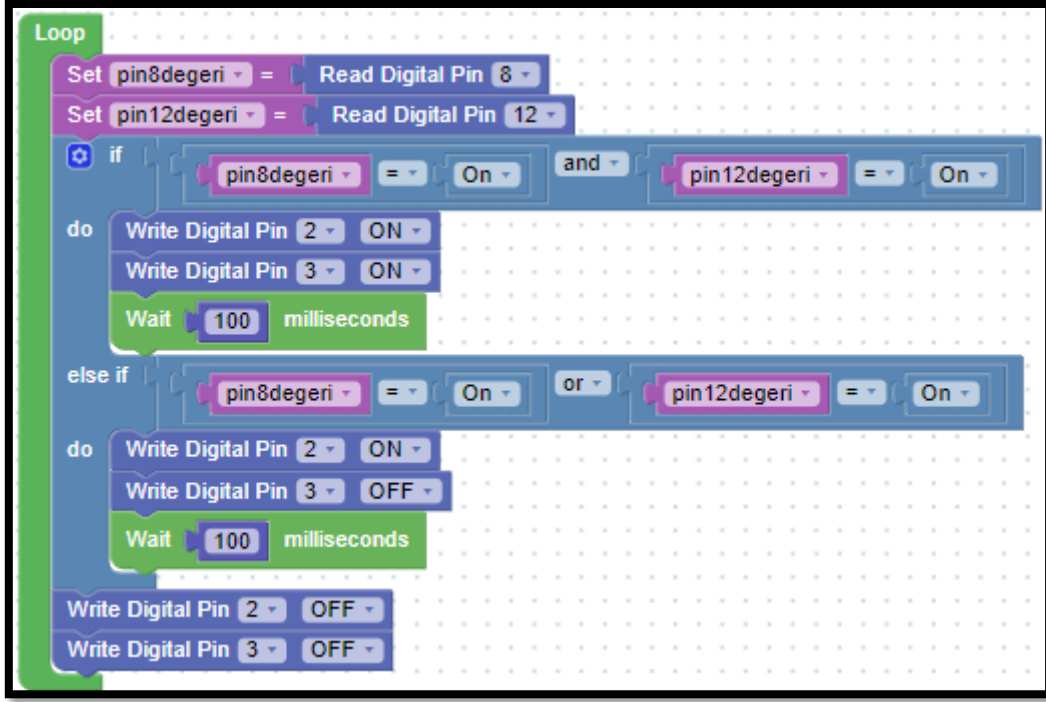 Loop
Set pin8degeri = Read Digital Pin 8
Set pin12degeri = Read Digital Pin 12
if pin8degeri = On and pin12degeri = On
do Write Digital Pin 2 ON
Write Digital Pin 3 ON
Wait 100 milliseconds
else if pin8degeri = On or pin12degeri = On
do Write Digital Pin 2 ON
Write Digital Pin 3 OFF
Wait 100 milliseconds
Write Digital Pin 2 OFF
Write Digital Pin 3 OFF